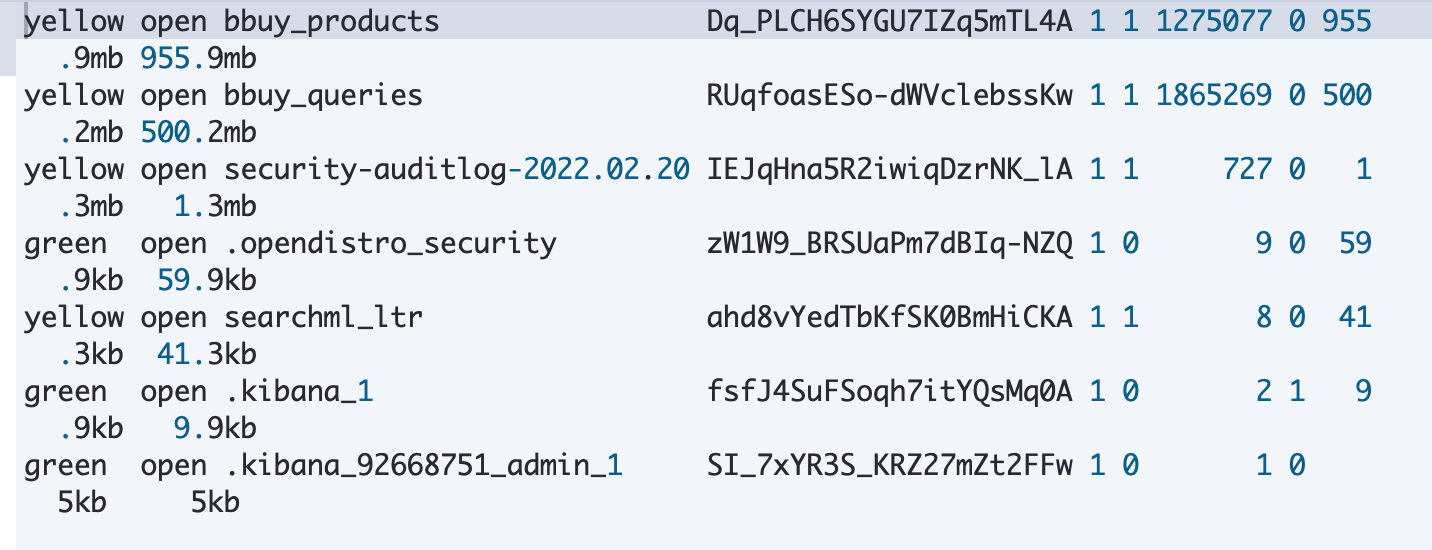 yellow open bbuy_products                Dq_PLCH6SYGU7IZq5mTL4A 1 1 1275077 0 955
  .9mb 955.9mb
yellow open bbuy_queries                 RUqfoasESo-dWVclebssKw 1 1 1865269 0 500
  .2mb 500.2mb
yellow open security-auditlog-2022.02.20 IEJqHna5R2iwiqDzrNK_lA 1 1     727 0   1
  .3mb   1.3mb
green  open .opendistro_security         zW1W9_BRSUaPm7dBIq-NZQ 1 0       9 0  59
  .9kb  59.9kb
yellow open searchml_ltr                 ahd8vYedTbKfSK0BmHiCKA 1 1       8 0  41
  .3kb  41.3kb
green  open .kibana_1                    fsfJ4SuFSoqh7itYQsMq0A 1 0       2 1   9
  .9kb   9.9kb
green  open .kibana_92668751_admin_1     SI_7xYR3S_KRZ27mZt2FFw 1 0       1 0
  5kb    5kb